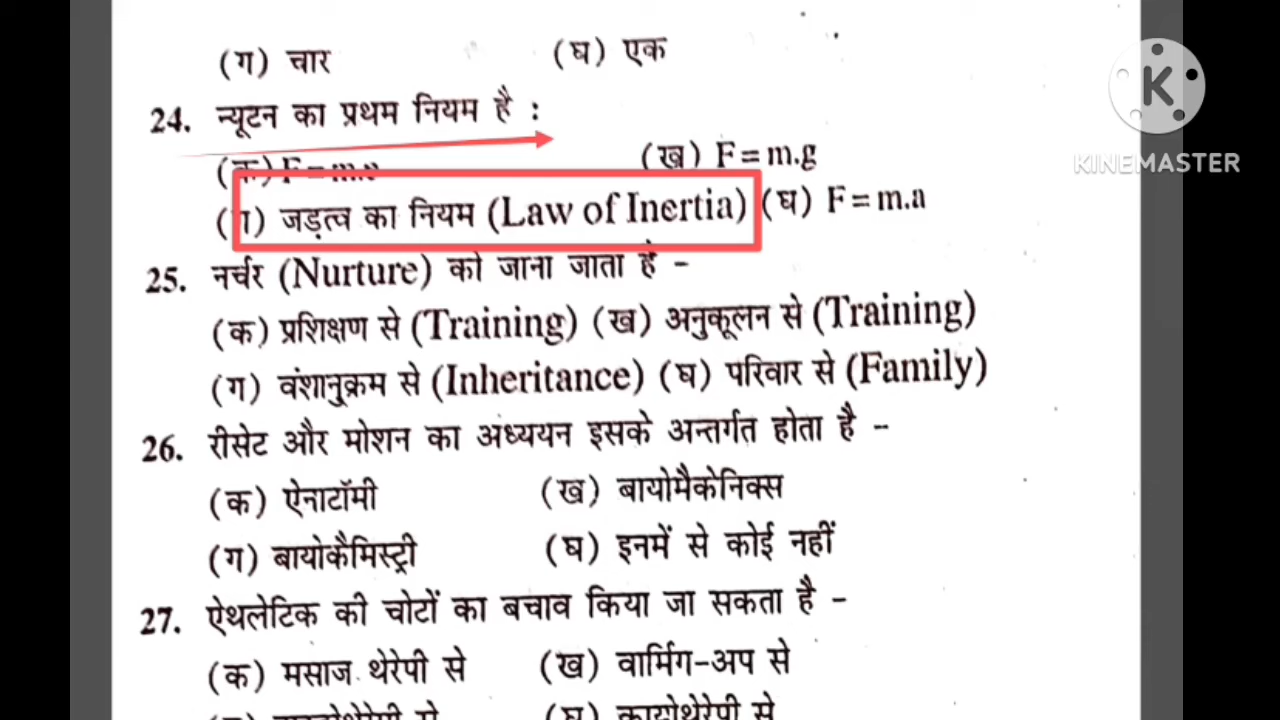 (ग) चार (घ) एक
24. न्यूटन का प्रथम नियम है :
(क) (ख) F=m.g
(ग) जड़त्व का नियम (Law of Inertia) (घ) F=m.a
25. नर्चर (Nurture) को जाना जाता है -
(क) प्रशिक्षण से (Training) (ख) अनुकूलन से (Training)
(ग) वंशानुक्रम से (Inheritance) (घ) परिवार से (Family)
26. रीसेट और मोशन का अध्ययन इसके अन्तर्गत होता है -
(क) ऐनाटॉमी (ख) बायोमैकेनिक्स
(ग) बायोकैमिस्ट्री (घ) इनमें से कोई नहीं
27. ऐथलेटिक की चोटों का बचाव किया जा सकता है -
(क) मसाज थेरेपी से (ख) वार्मिग-अप से
K
KINEMASTER